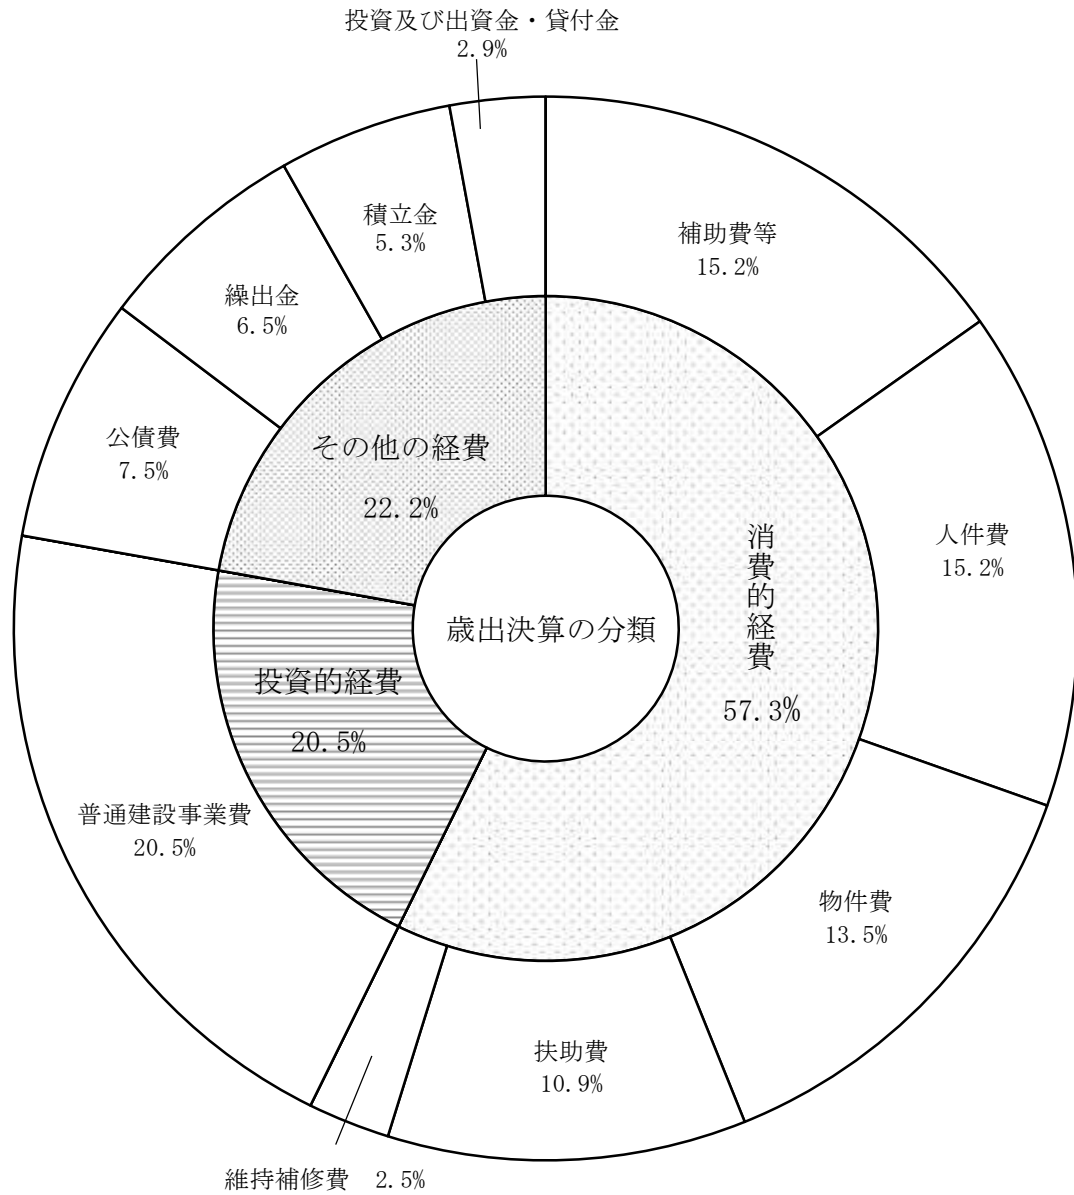 投資及び出資金・貸付金
2.9%
補助費等
15.2%
人件費
15.2%
物件費
13.5%
扶助費
10.9%
維持補修費 2.5%
普通建設事業費
20.5%
公債費
7.5%
繰出金
6.5%
積立金
5.3%
その他の経費
22.2%
消費的経費
57.3%
投資的経費
20.5%
歳出決算の分類